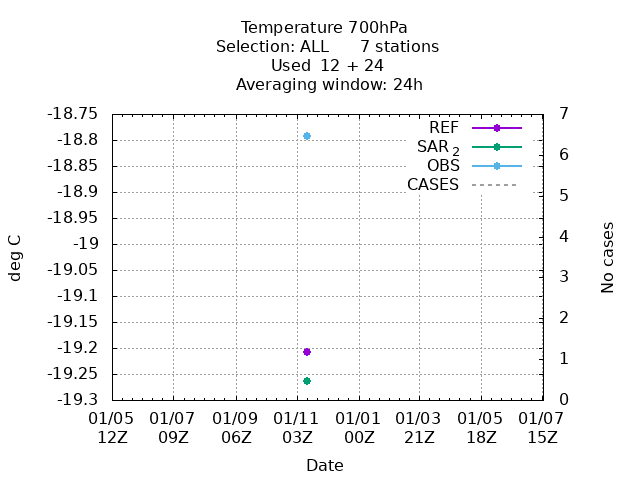 Temperature 700hPa
Selection: ALL 7 stations
Used 12 + 24
Averaging window: 24h
-18.75
-18.8
-18.85
-18.9
-18.95
-19
-19.05
-19.1
-19.15
-19.2
-19.25
-19.3
deg C
REF
SAR 2
OBS
CASES
7
6
5
4
3
2
1
0
No cases
01/05 01/07 01/09 01/11 01/01 01/03 01/05 01/07
12Z 09Z 06Z 03Z 00Z 21Z 18Z 15Z
Date